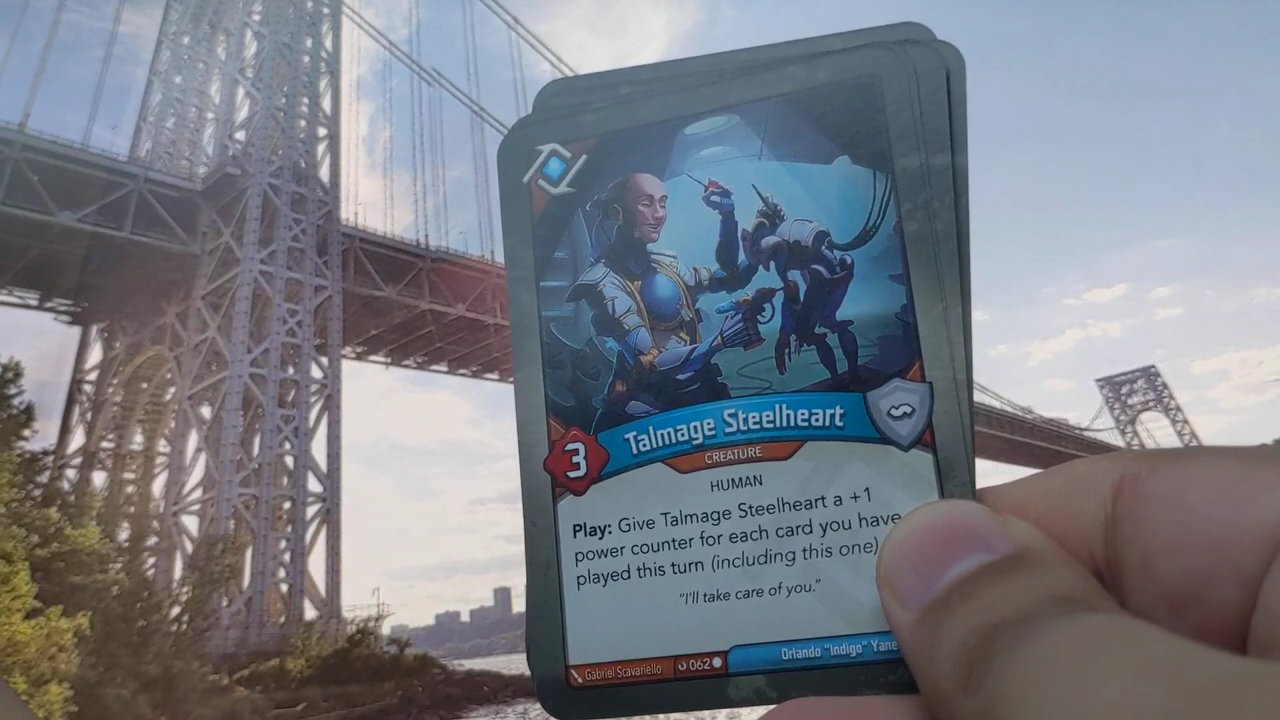 Talmage Steelheart
3
CREATURE
HUMAN
Play: Give Talmage Steelheart a +1
power counter for each card you have
played this turn (including this one)
"I'll take care of you."
Gabriel Scavariello
062
Orlando "Indigo" Yane